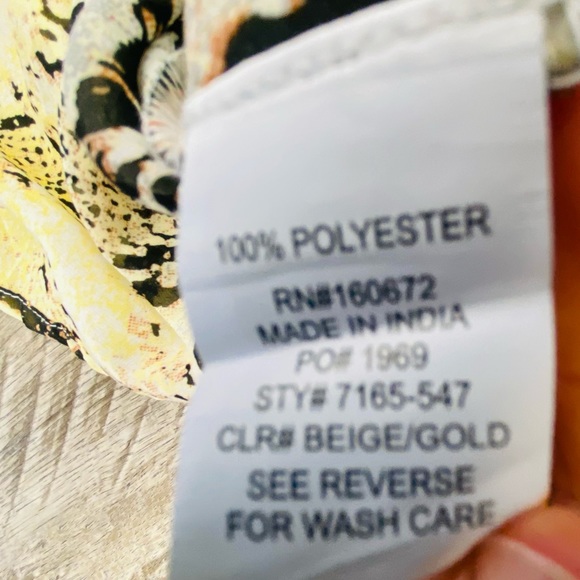 100% POLYESTER
RN#160672
MADE IN INDIA
PO# 1969
STY# 7165-547
CLR# BEIGE/GOLD
SEE REVERSE
FOR WASH CARE